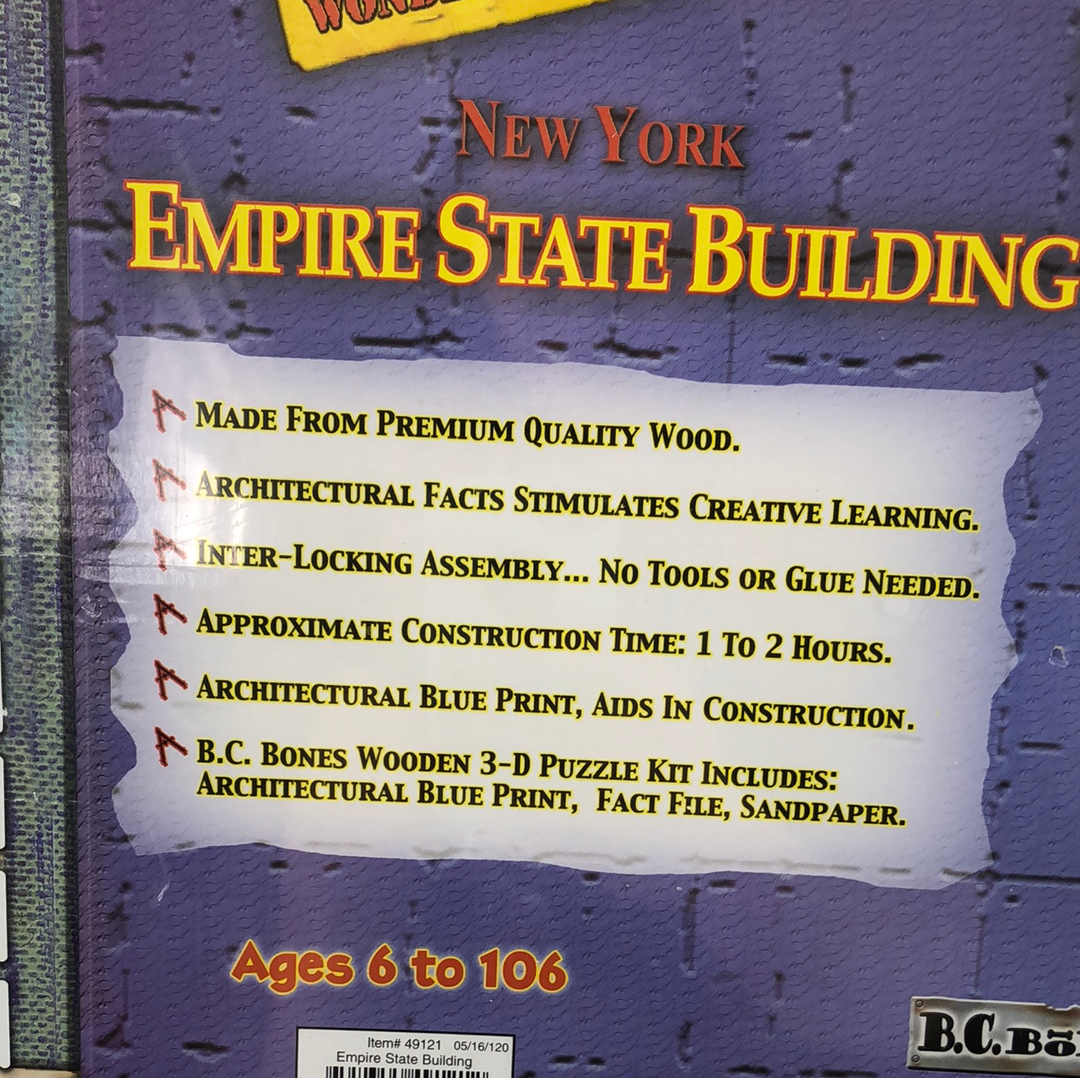 NEW YORK
EMPIRE STATE BUILDING
MADE FROM PREMIUM QUALITY WOOD.
ARCHITECTURAL FACTS STIMULATES CREATIVE LEARNING.
INTER-LOCKING ASSEMBLY... NO TOOLS OR GLUE NEEDED.
APPROXIMATE CONSTRUCTION TIME: 1 TO 2 HOURS.
ARCHITECTURAL BLUE PRINT, AIDS IN CONSTRUCTION.
B.C. BONES WOODEN 3-D PUZZLE KIT INCLUDES:
ARCHITECTURAL BLUE PRINT, FACT FILE, SANDPAPER.
Ages 6 to 106
Item# 49121 05/16/120
Empire State Building
B.C.